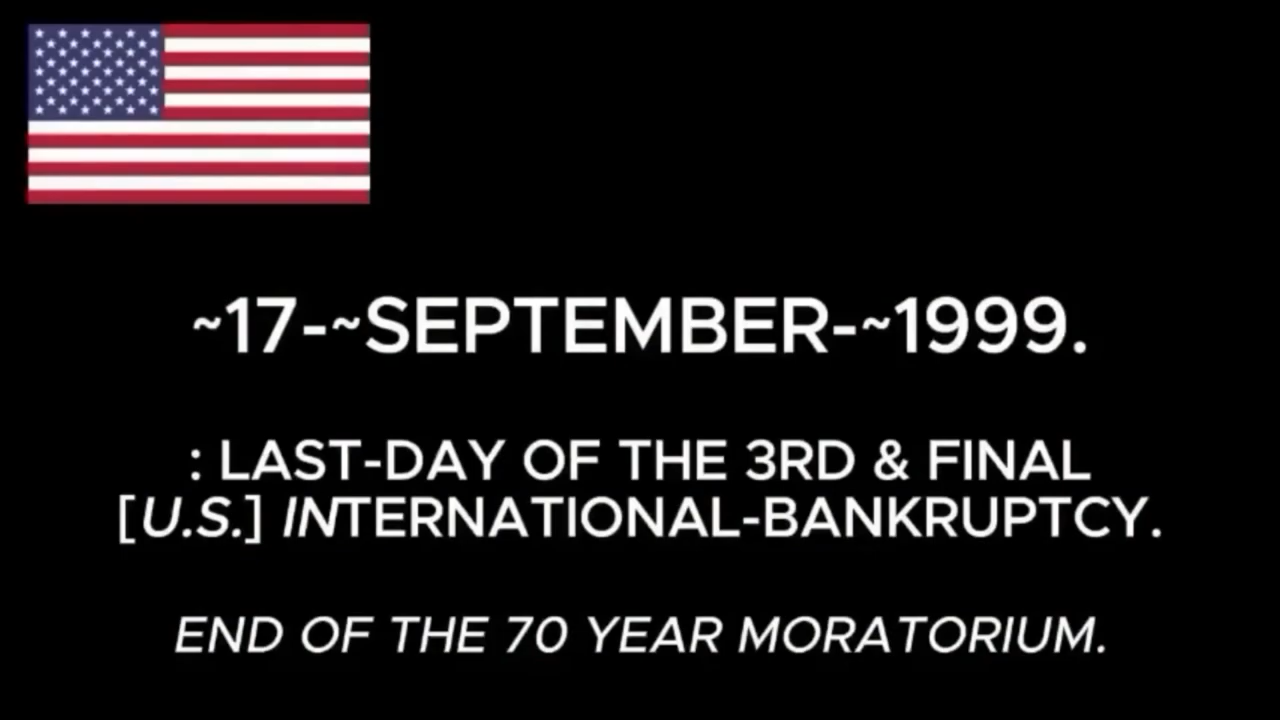 ~17-~SEPTEMBER-~1999.
: LAST-DAY OF THE 3RD & FINAL
[U.S.] INTERNATIONAL-BANKRUPTCY.
END OF THE 70 YEAR MORATORIUM.